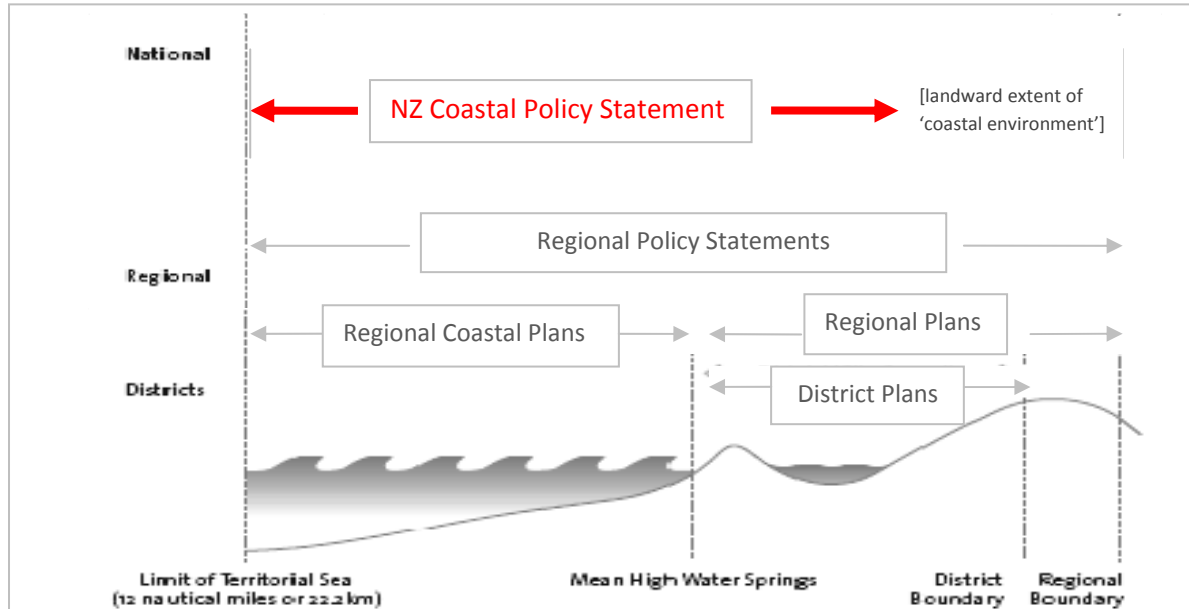 National
NZ Coastal Policy Statement
[landward extent of
‘coastal environment’]
Regional Policy Statements
Regional
Regional Coastal Plans
Regional Plans
Districts
District Plans
Limit of Territorial Sea
(12 nautical miles or 22.2 km)
Mean High Water Springs
District
Boundary
Regional
Boundary